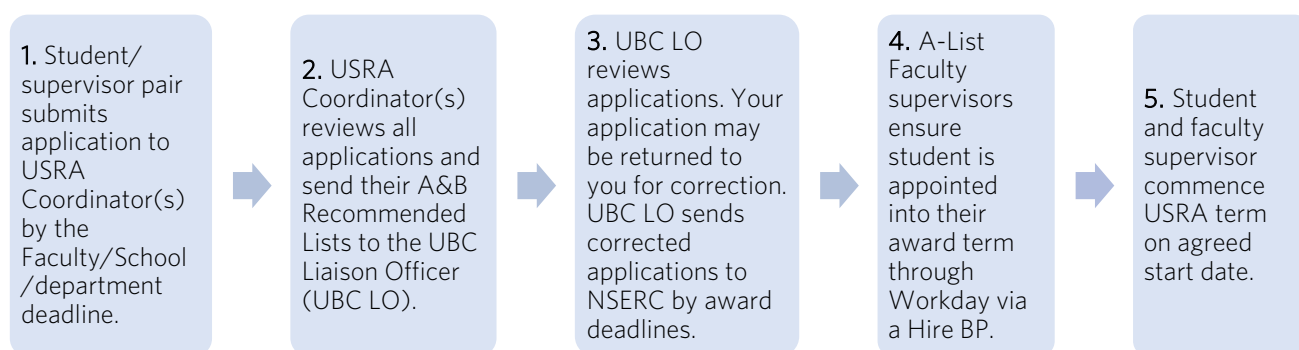 1. Student/
supervisor pair
submits
application to
USRA
Coordinator(s)
by the
Faculty/School
/department
deadline.
2. USRA
Coordinator(s)
reviews all
applications and
send their A&B
Recommended
Lists to the UBC
Liaison Officer
(UBC LO).
3. UBC LO
reviews
applications. Your
application may
be returned to
you for correction.
UBC LO sends
corrected
applications to
NSERC by award
deadlines.
4. A-List
Faculty
supervisors
ensure
student is
appointed
into their
award term
through
Workday via
a Hire BP.
5. Student
and faculty
supervisor
commence
USRA term
on agreed
start date.